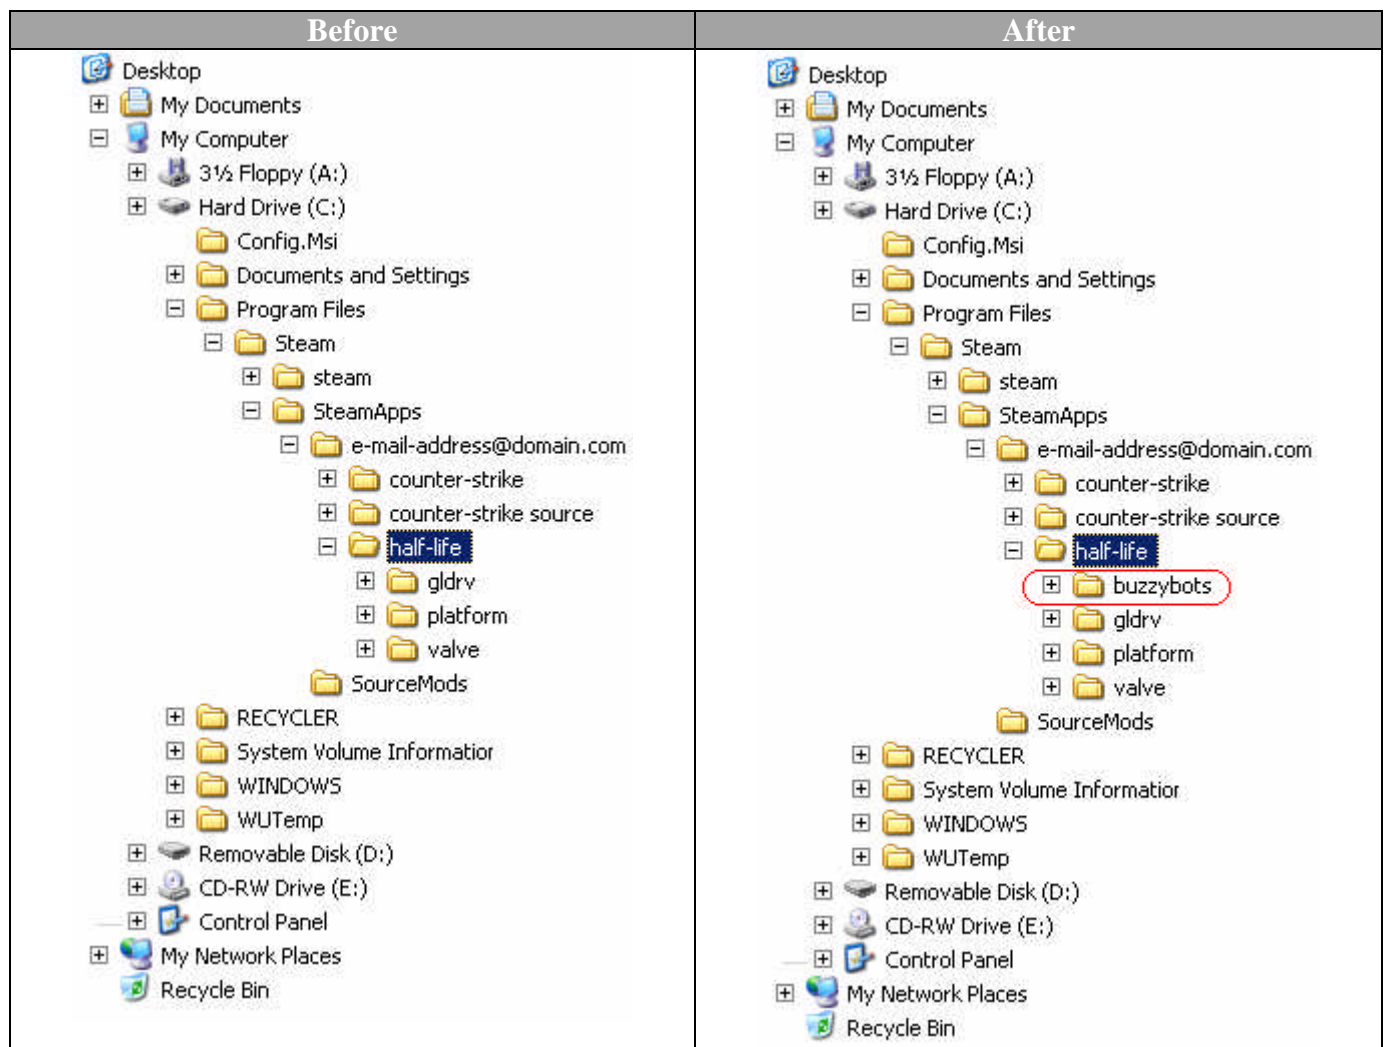 Before
Desktop
My Documents
My Computer
3½ Floppy (A:)
Hard Drive (C:)
Config.Msi
Documents and Settings
Program Files
Steam
steam
SteamApps
e-mail-address@domain.com
counter-strike
counter-strike source
half-life
gldrv
platform
valve
SourceMods
RECYCLER
System Volume Information
WINDOWS
WUTemp
Removable Disk (D:)
CD-RW Drive (E:)
Control Panel
My Network Places
Recycle Bin
After
Desktop
My Documents
My Computer
3½ Floppy (A:)
Hard Drive (C:)
Config.Msi
Documents and Settings
Program Files
Steam
steam
SteamApps
e-mail-address@domain.com
counter-strike
counter-strike source
half-life
buzzybots
gldrv
platform
valve
SourceMods
RECYCLER
System Volume Information
WINDOWS
WUTemp
Removable Disk (D:)
CD-RW Drive (E:)
Control Panel
My Network Places
Recycle Bin